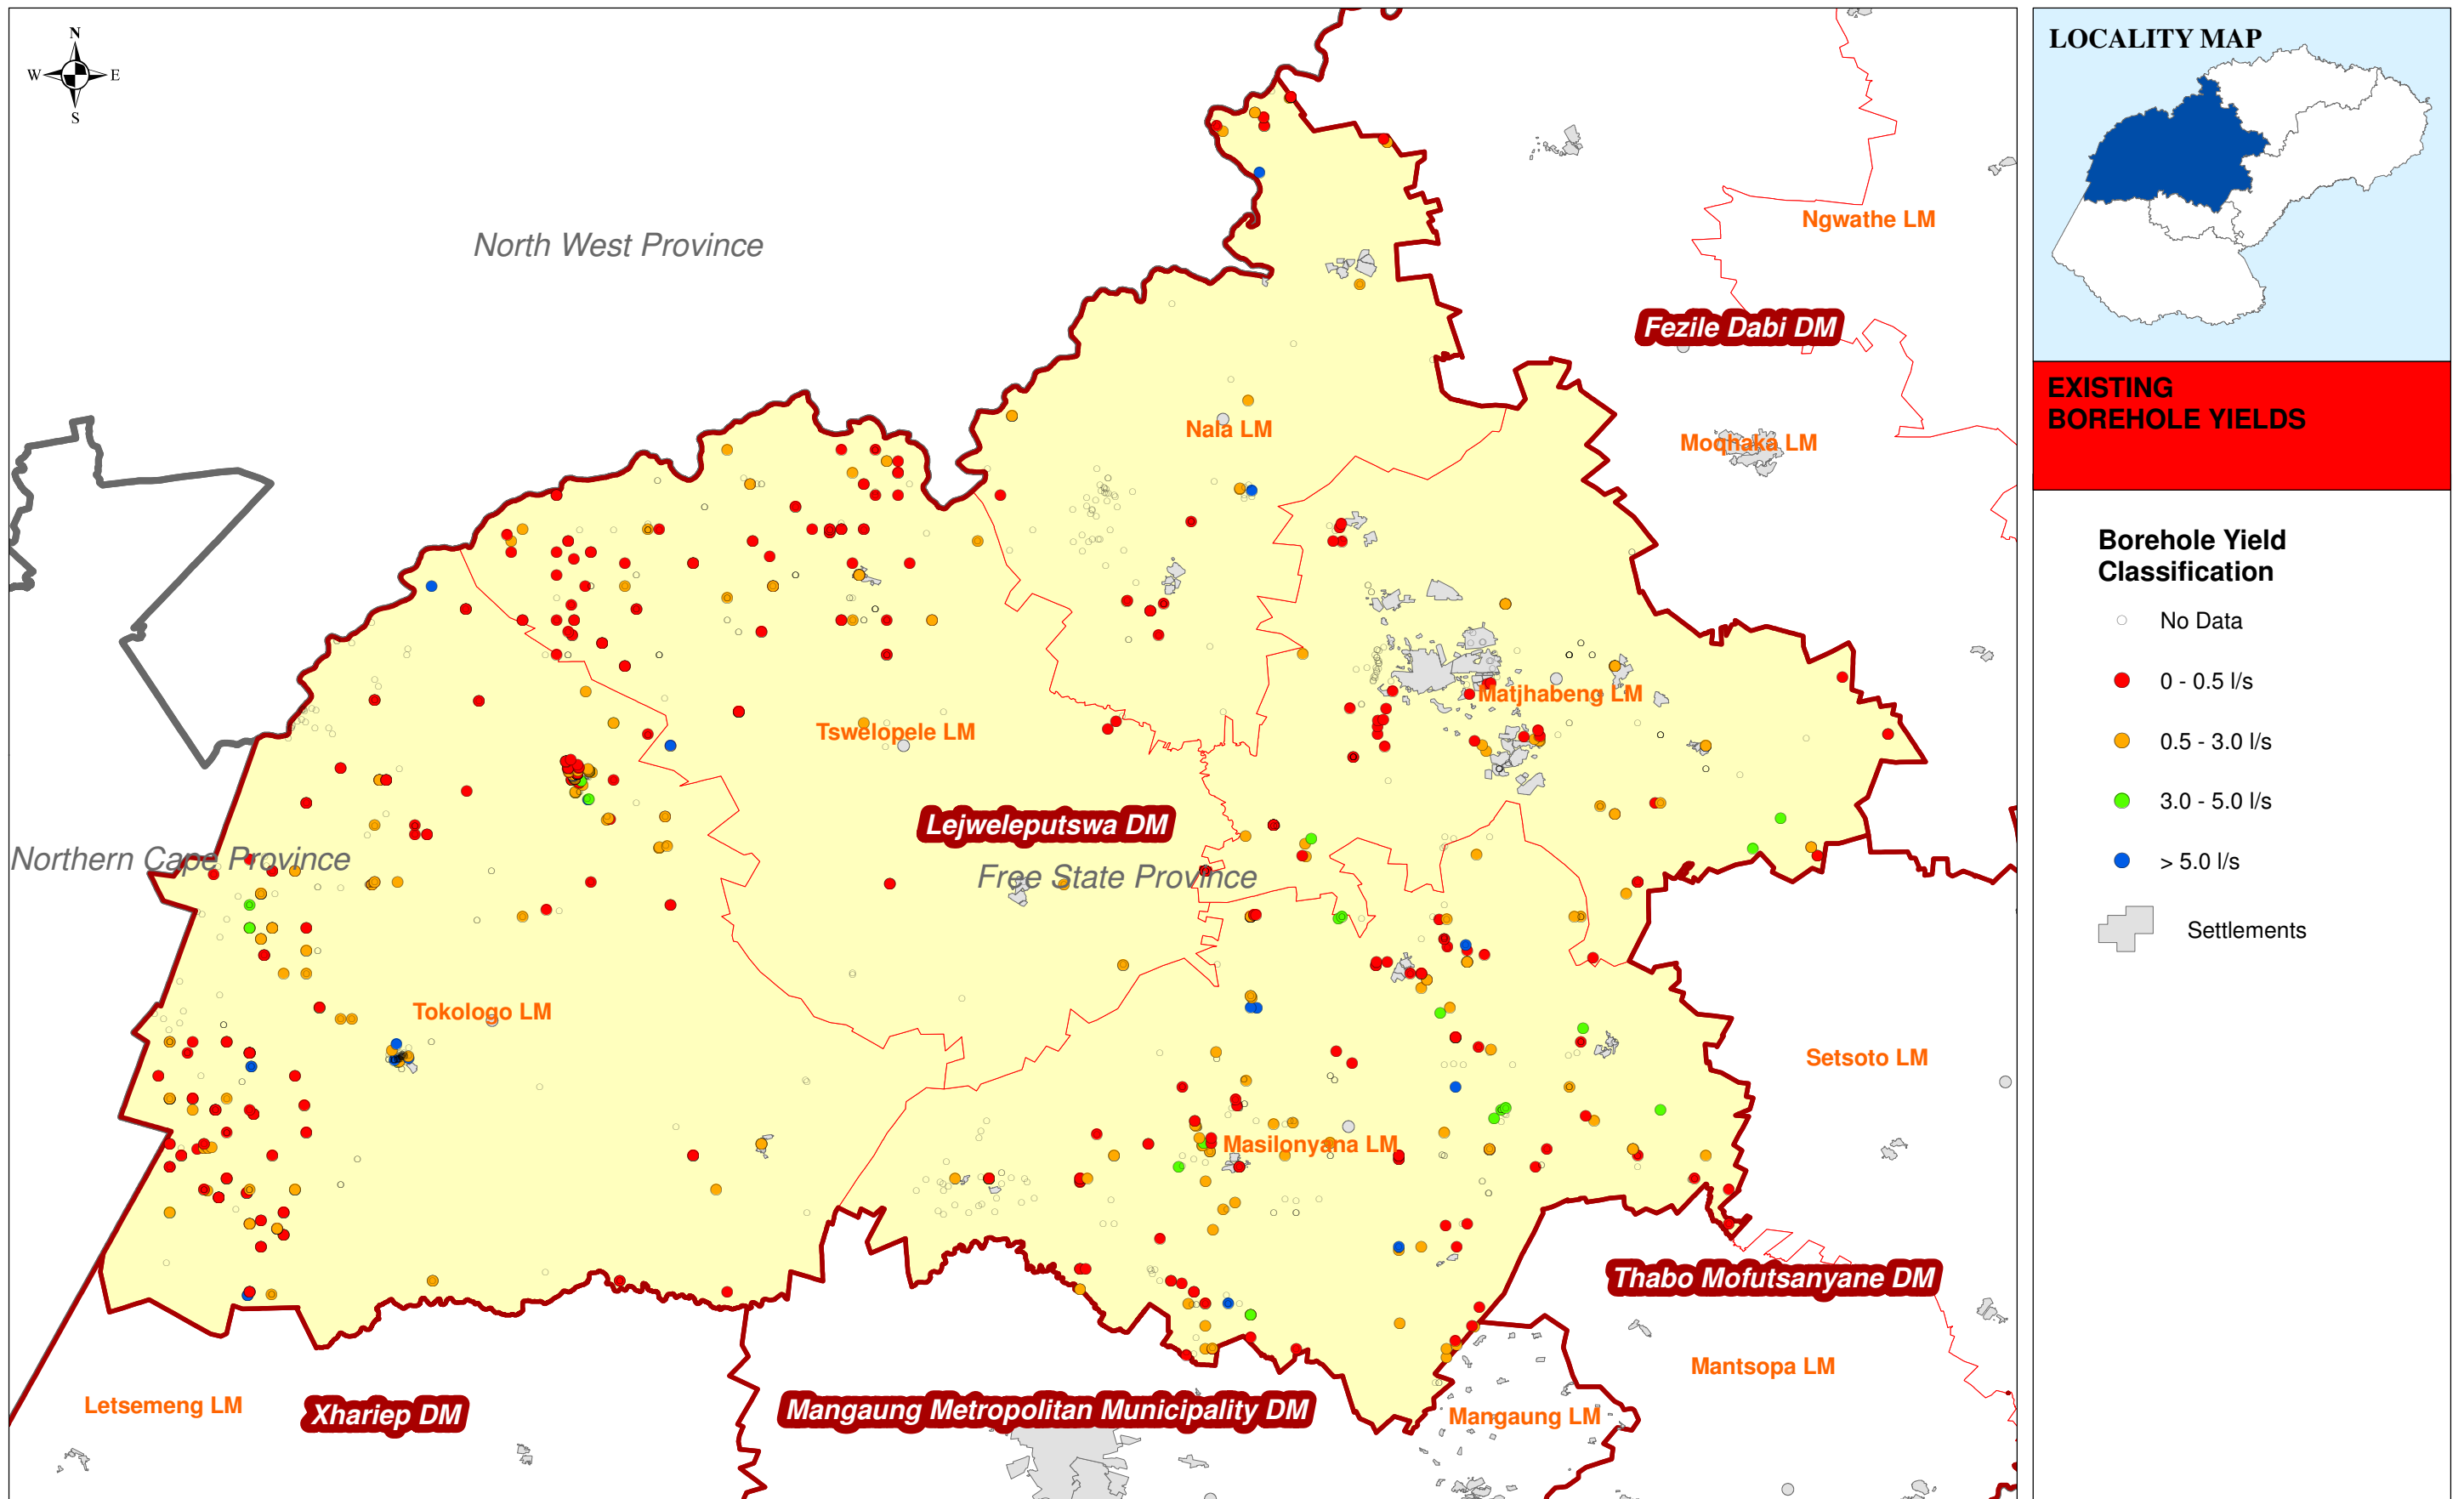 N
W
E
S
North West Province
Ngwathe LM
Fezile Dabi DM
Nala LM
Moqhaka LM
Matjhabeng LM
Tswelopele LM
Lejweleputswa DM
Northern Cape Province
Free State Province
Tokologo LM
Setsoto LM
Masilonyana LM
Thabo Mofutsanyane DM
Mantsopa LM
Letsemeng LM
Xhariep DM
Mangaung Metropolitan Municipality DM
Mangaung LM
LOCALITY MAP
EXISTING
BOREHOLE YIELDS
Borehole Yield
Classification
No Data
0 - 0.5 l/s
0.5 - 3.0 l/s
3.0 - 5.0 l/s
> 5.0 l/s
Settlements